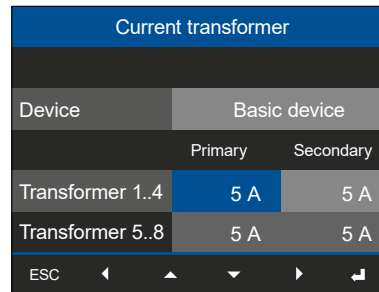 Current transformer
Device Basic device
Primary Secondary
Transformer 1..4 5 A 5 A
Transformer 5..8 5 A 5 A
ESC